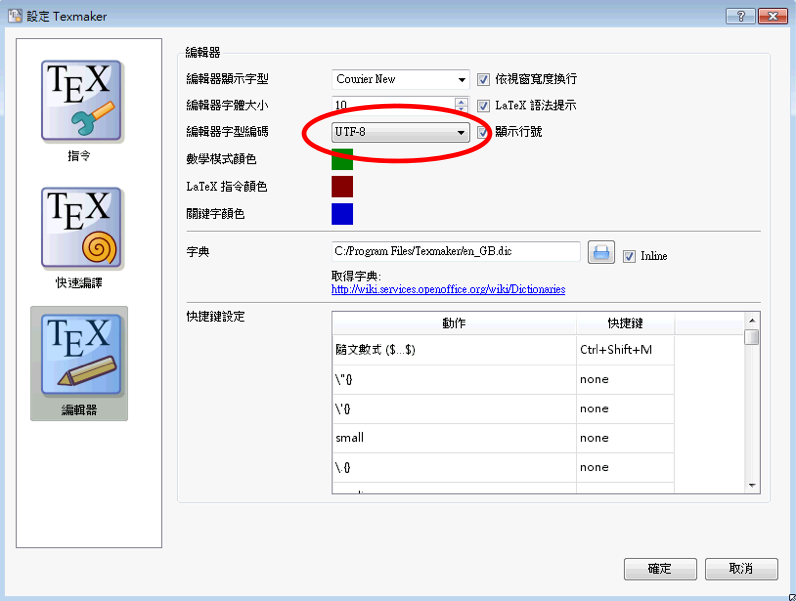 設定 Texmaker
TEX
指令
TEX
快速編譯
TEX
編輯器
編輯器
編輯器顯示字型 Courier New 依視窗寬度換行
編輯器字體大小 10 LaTeX 語法提示
編輯器字型編碼 UTF-8 顯示行號
數學模式顏色
LaTeX 指令顏色
關鍵字顏色
字典 C:/Program Files/Texmaker/en_GB.dic Inline
取得字典:
http://wiki.services.openoffice.org/wiki/Dictionaries
快捷鍵設定
動作 快捷鍵
隨文數式 ($...$) Ctrl+Shift+M
\"{} none
\'{} none
small none
\.{} none
確定 取消